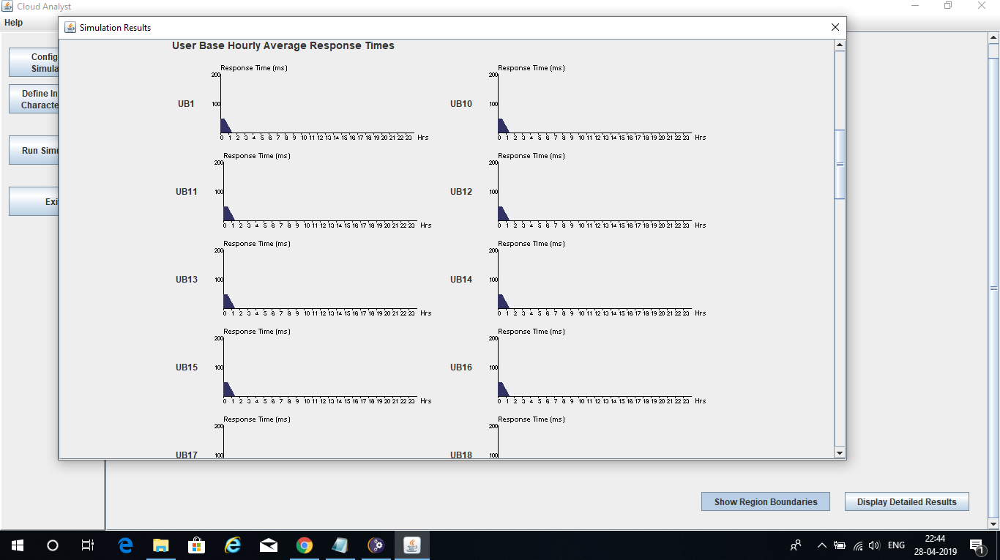 Cloud Analyst
Help
Simulation Results
User Base Hourly Average Response Times
Config
Simula
Define In
Characte
Run Simu
Exi
Response Time (ms)
200
UB1
100
0 1 2 3 4 5 6 7 8 9 10 11 12 13 14 15 16 17 18 19 20 21 22 23 Hrs
Response Time (ms)
200
UB10
100
0 1 2 3 4 5 6 7 8 9 10 11 12 13 14 15 16 17 18 19 20 21 22 23 Hrs
Response Time (ms)
200
UB11
100
0 1 2 3 4 5 6 7 8 9 10 11 12 13 14 15 16 17 18 19 20 21 22 23 Hrs
Response Time (ms)
200
UB12
100
0 1 2 3 4 5 6 7 8 9 10 11 12 13 14 15 16 17 18 19 20 21 22 23 Hrs
Response Time (ms)
200
UB13
100
0 1 2 3 4 5 6 7 8 9 10 11 12 13 14 15 16 17 18 19 20 21 22 23 Hrs
Response Time (ms)
200
UB14
100
0 1 2 3 4 5 6 7 8 9 10 11 12 13 14 15 16 17 18 19 20 21 22 23 Hrs
Response Time (ms)
200
UB15
100
0 1 2 3 4 5 6 7 8 9 10 11 12 13 14 15 16 17 18 19 20 21 22 23 Hrs
Response Time (ms)
200
UB16
100
0 1 2 3 4 5 6 7 8 9 10 11 12 13 14 15 16 17 18 19 20 21 22 23 Hrs
Response Time (ms)
200
UB17
100
Response Time (ms)
200
UB18
100
Show Region Boundaries
Display Detailed Results
ENG
22:44
28-04-2019
1